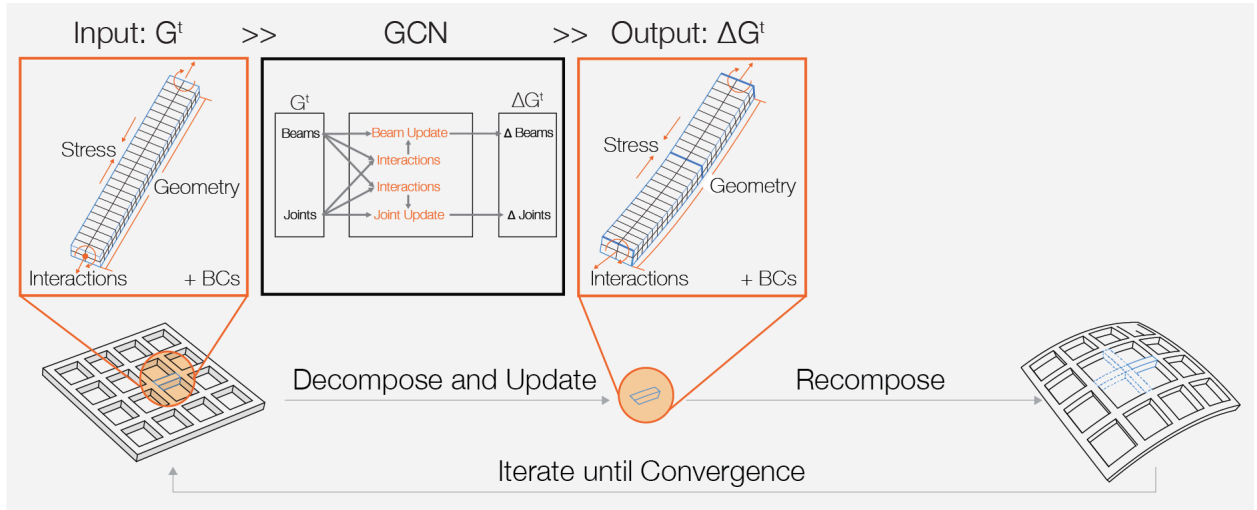 Input: Gᵗ >> GCN >> Output: ΔGᵗ
Stress
Geometry
Interactions
+ BCs
Gᵗ
ΔGᵗ
Beams
Beam Update
Δ Beams
Interactions
Interactions
Joints
Joint Update
Δ Joints
Stress
Geometry
Interactions
+ BCs
Decompose and Update
Recompose
Iterate until Convergence